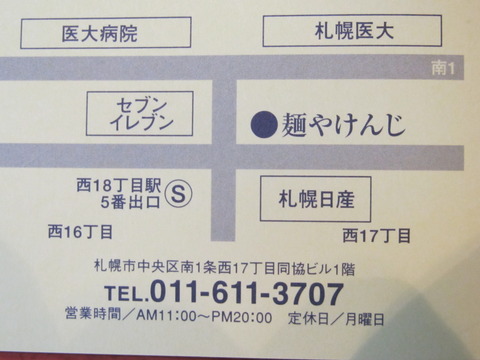 医大病院
札幌医大
南1
セブン
イレブン
●麺やけんじ
西18丁目駅
5番出口
S
札幌日産
西16丁目
西17丁目
札幌市中央区南1条西17丁目同協ビル1階
TEL.011-611-3707
営業時間／AM11:00～PM20:00　定休日／月曜日